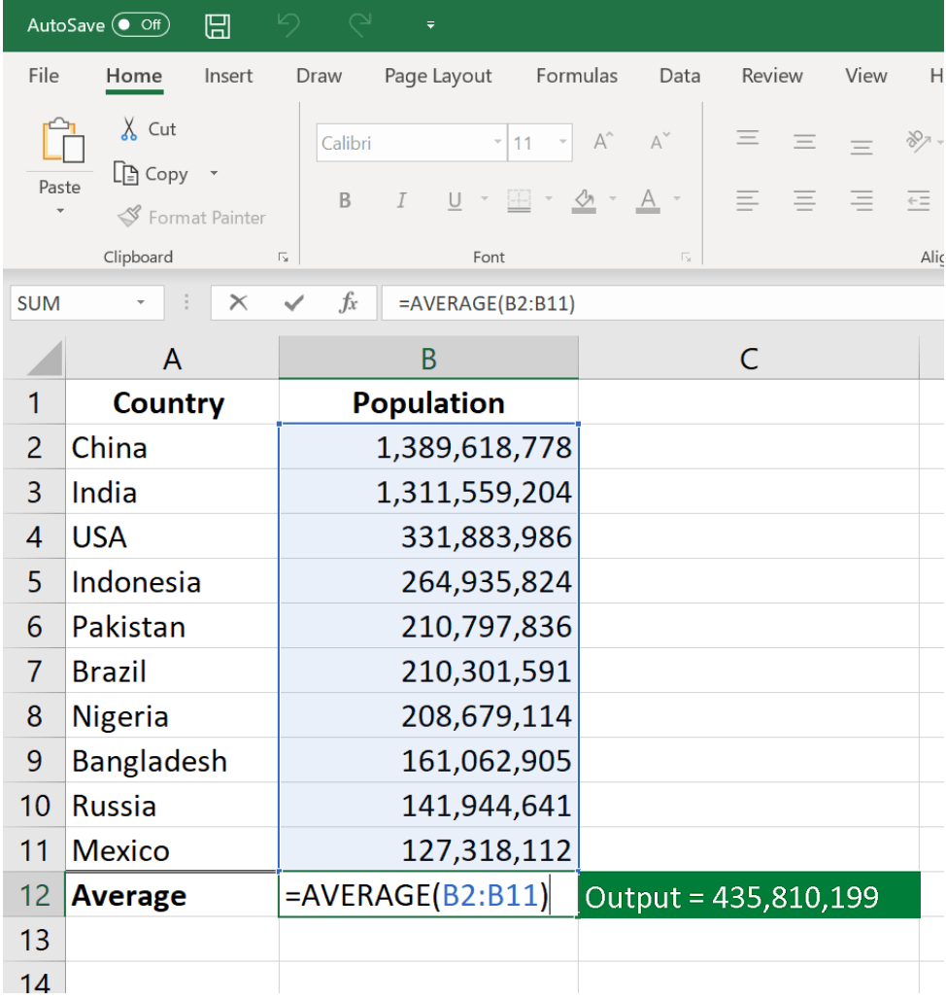 AutoSave Off
File Home Insert Draw Page Layout Formulas Data Review View H
Cut
Calibri 11 A A
Copy
Paste
B I U A
Format Painter
Clipboard Font Alig
SUM fx =AVERAGE(B2:B11)
A B C
1 Country Population
2 China 1,389,618,778
3 India 1,311,559,204
4 USA 331,883,986
5 Indonesia 264,935,824
6 Pakistan 210,797,836
7 Brazil 210,301,591
8 Nigeria 208,679,114
9 Bangladesh 161,062,905
10 Russia 141,944,641
11 Mexico 127,318,112
12 Average =AVERAGE(B2:B11) Output = 435,810,199
13
14